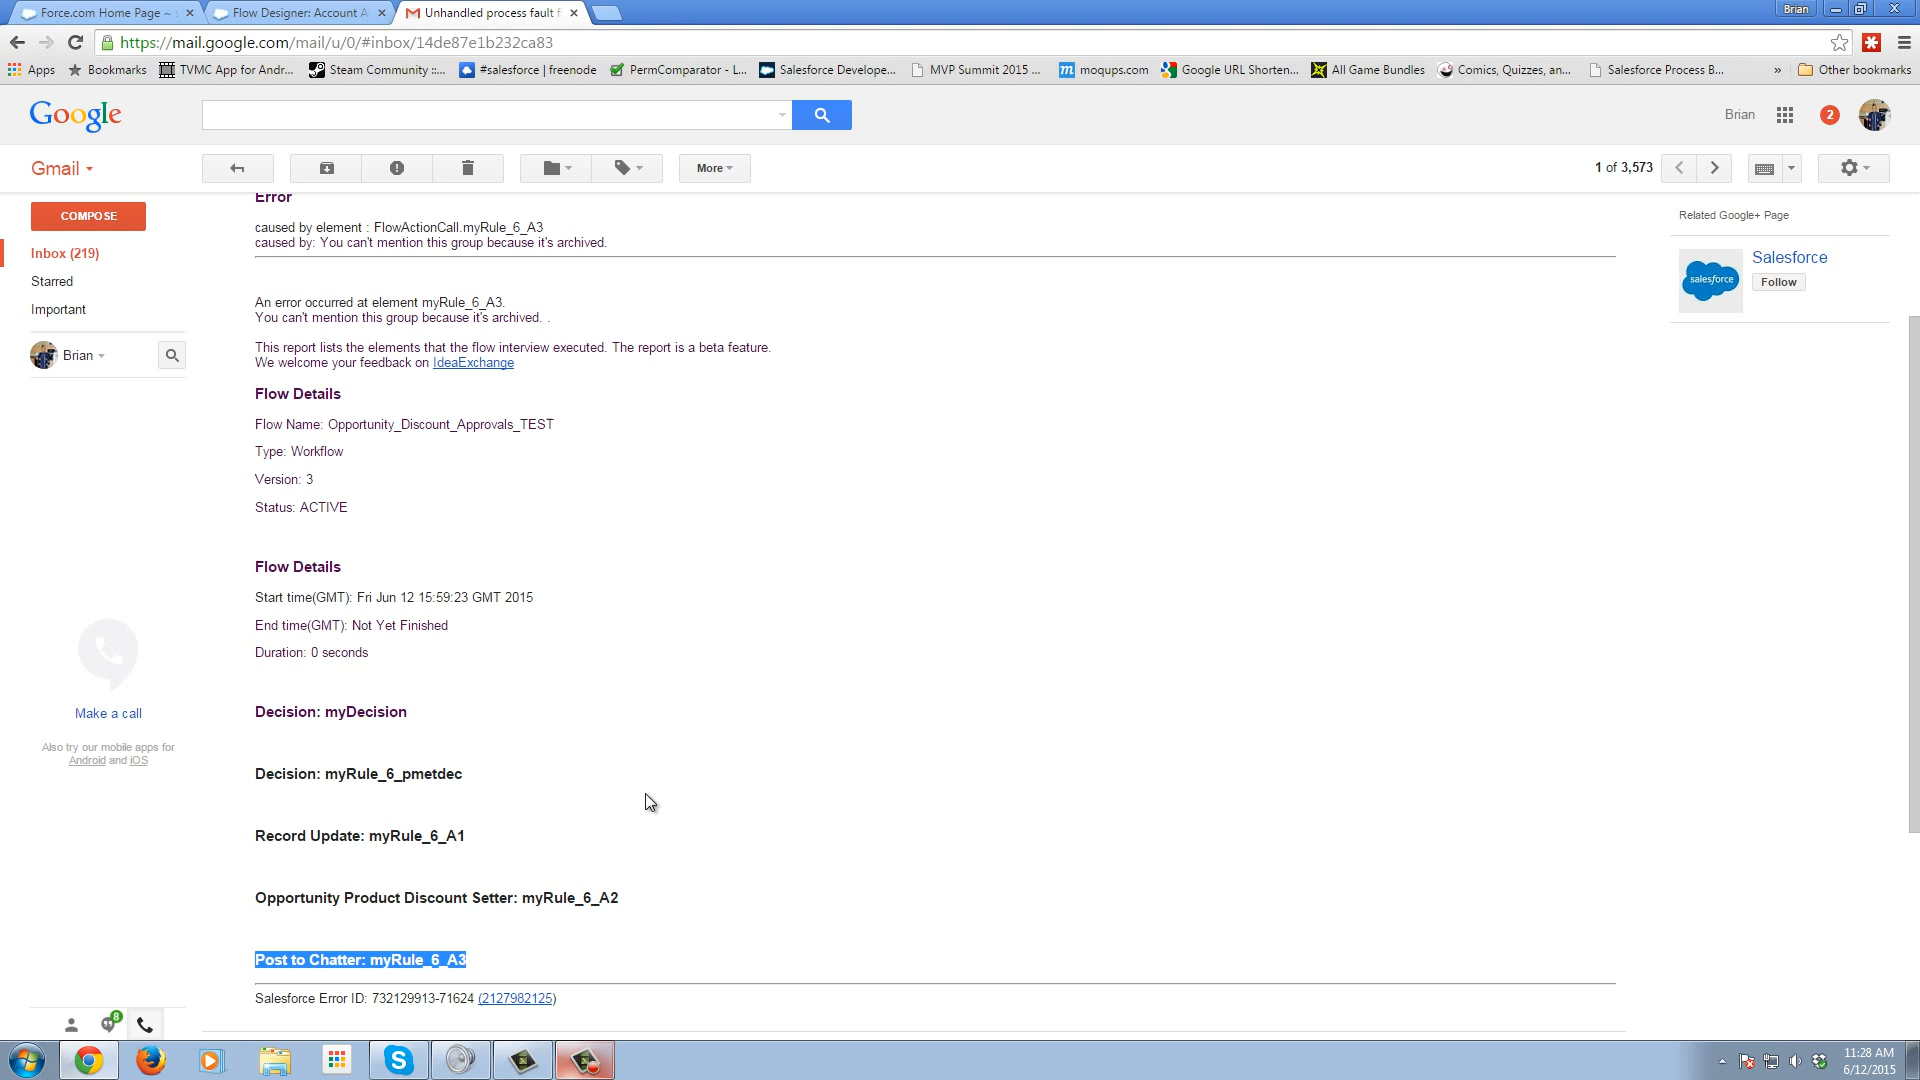 Force.com Home Page ~
Flow Designer: Account A
Unhandled process fault f
Brian
https://mail.google.com/mail/u/0/#inbox/14de87e1b232ca83
Apps
Bookmarks
TVMC App for Andr...
Steam Community ::...
#salesforce | freenode
PermComparator - L...
Salesforce Develope...
MVP Summit 2015 ...
moqups.com
Google URL Shorten...
All Game Bundles
Comics, Quizzes, an...
Salesforce Process B...
»
Other bookmarks
Google
Brian
2
Gmail
More
1 of 3,573
COMPOSE
Inbox (219)
Starred
Important
Brian
Make a call
Also try our mobile apps for
Android and iOS
8
Error
caused by element : FlowActionCall.myRule_6_A3
caused by: You can't mention this group because it's archived.
An error occurred at element myRule_6_A3.
You can't mention this group because it's archived. .
This report lists the elements that the flow interview executed. The report is a beta feature.
We welcome your feedback on IdeaExchange
Flow Details
Flow Name: Opportunity_Discount_Approvals_TEST
Type: Workflow
Version: 3
Status: ACTIVE
Flow Details
Start time(GMT): Fri Jun 12 15:59:23 GMT 2015
End time(GMT): Not Yet Finished
Duration: 0 seconds
Decision: myDecision
Decision: myRule_6_pmetdec
Record Update: myRule_6_A1
Opportunity Product Discount Setter: myRule_6_A2
Post to Chatter: myRule_6_A3
Salesforce Error ID: 732129913-71624 (2127982125)
Related Google+ Page
salesforce
Salesforce
Follow
11:28 AM
6/12/2015